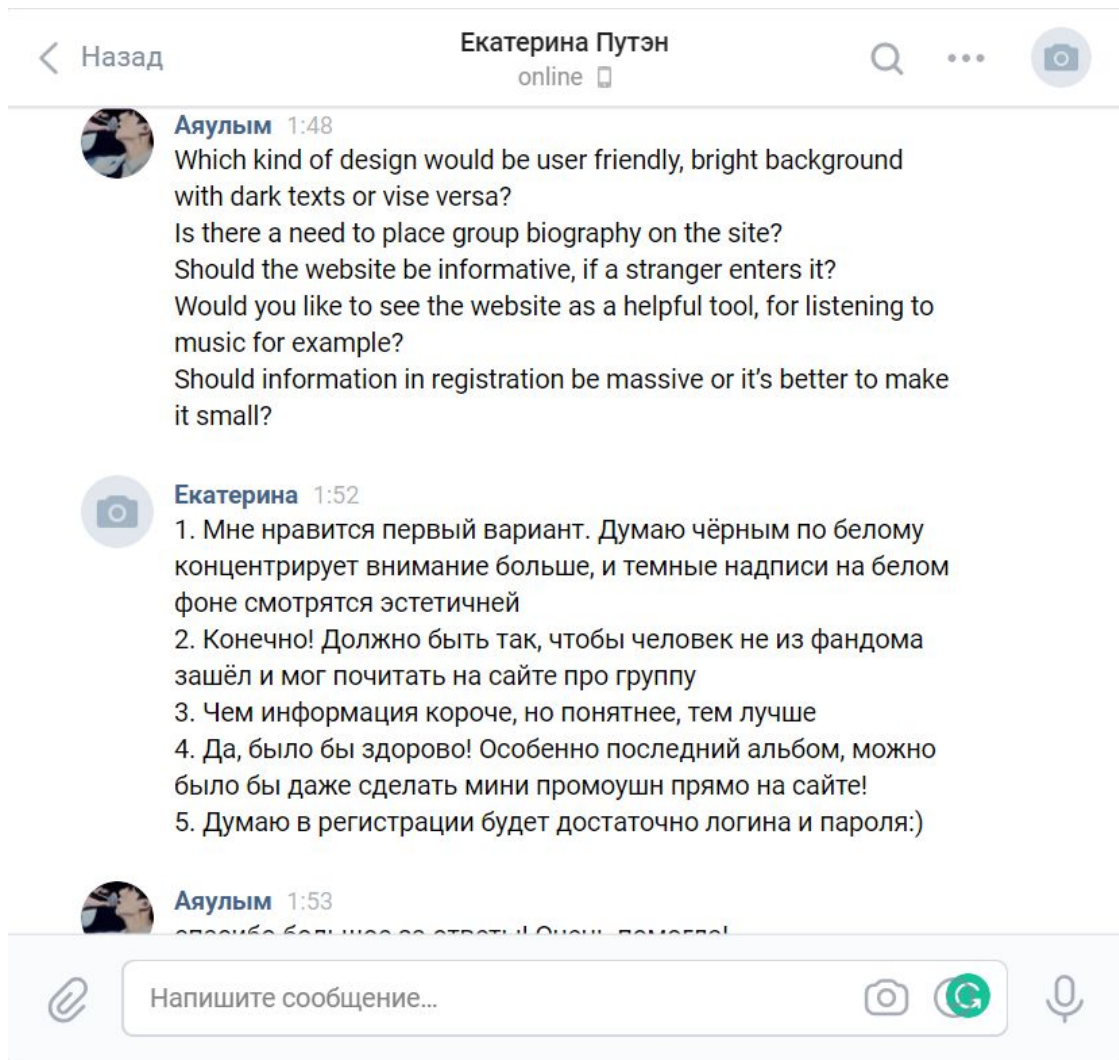 Назад
Екатерина Путэн
online
Аяулым 1:48
Which kind of design would be user friendly, bright background
with dark texts or vise versa?
Is there a need to place group biography on the site?
Should the website be informative, if a stranger enters it?
Would you like to see the website as a helpful tool, for listening to
music for example?
Should information in registration be massive or it's better to make
it small?
Екатерина 1:52
1. Мне нравится первый вариант. Думаю чёрным по белому
концентрирует внимание больше, и темные надписи на белом
фоне смотрятся эстетичней
2. Конечно! Должно быть так, чтобы человек не из фандома
зашёл и мог почитать на сайте про группу
3. Чем информация короче, но понятнее, тем лучше
4. Да, было бы здорово! Особенно последний альбом, можно
было бы даже сделать мини промоушн прямо на сайте!
5. Думаю в регистрации будет достаточно логина и пароля:)
Аяулым 1:53
спасибо большое за ответы! Очень помогла!
Напишите сообщение...